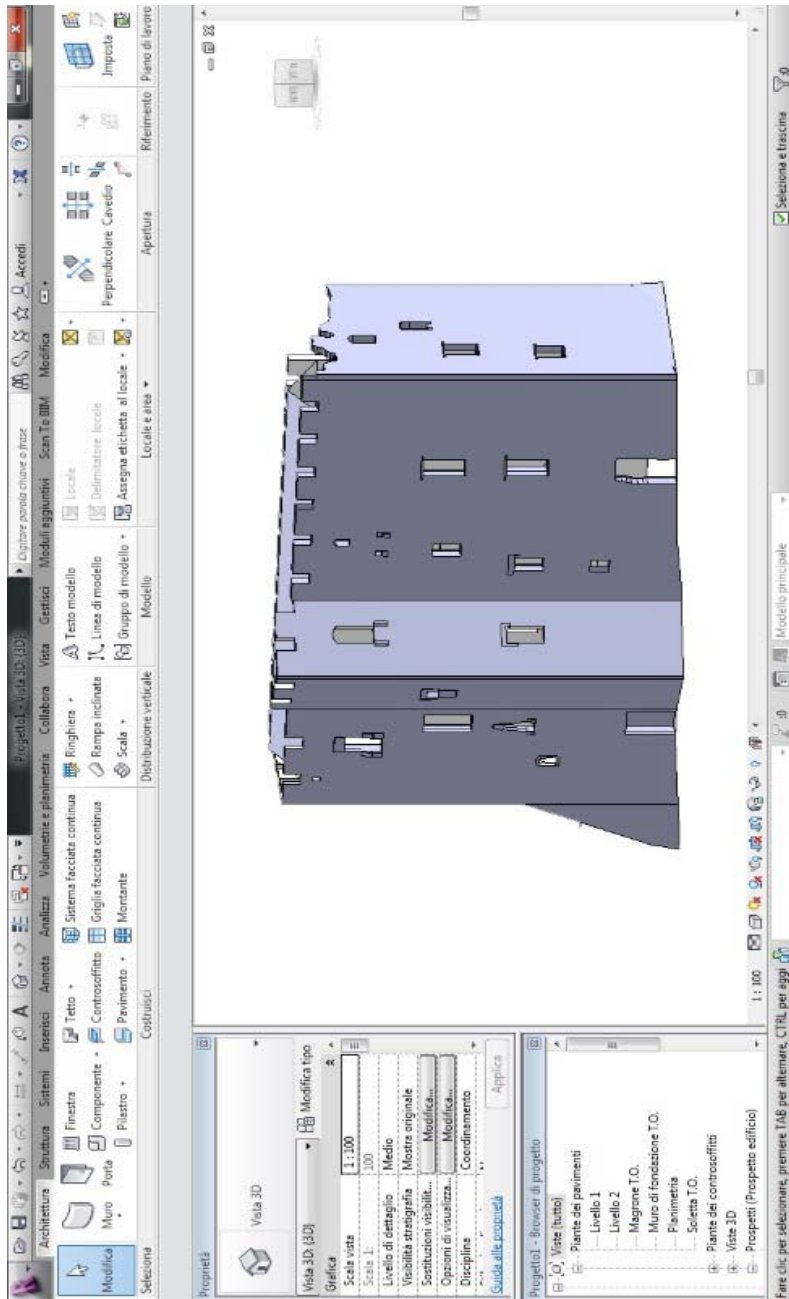 Progetto1 - Vista 3D: {3D}
Digitare parola chiave o frase
Accedi
Architettura Struttura Sistemi Inserisci Annota Analizza Volumetrie e planimetria Collabora Vista Gestisci Moduli aggiuntivi Scan To BIM Modifica
Modifica
Muro
Porta
Finestra
Componente
Pilastro
Tetto
Controsoffitto
Pavimento
Sistema facciata continua
Griglia facciata continua
Montante
Ringhiera
Rampa inclinata
Scala
Testo modello
Linea di modello
Gruppo di modello
Locale
Delimitatore locale
Assegna etichetta al locale
Perpendicolare Cavedio
Imposta
Seleziona
Costruisci
Distribuzione verticale
Modello
Locale e area
Apertura
Riferimento
Piano di lavoro
Proprietà
Vista 3D
Vista 3D: {3D}
Modifica tipo
Grafica
Scala vista 1 : 100
Scala 1: 100
Livello di dettaglio Medio
Visibilità stratigrafia Mostra originale
Sostituzioni visibilit... Modifica...
Opzioni di visualizza... Modifica...
Disciplina Coordinamento
Guida alle proprietà
Applica
Progetto1 - Browser di progetto
Viste (tutto)
Piante dei pavimenti
Livello 1
Livello 2
Magrone T.O.
Muro di fondazione T.O.
Planimetria
Soletta T.O.
Piante dei controsoffitti
Viste 3D
Prospetti (Prospetto edificio)
1 : 100
Fare clic per selezionare, premere TAB per alternare, CTRL per aggi
:0
Modello principale
Seleziona e trascina
:0